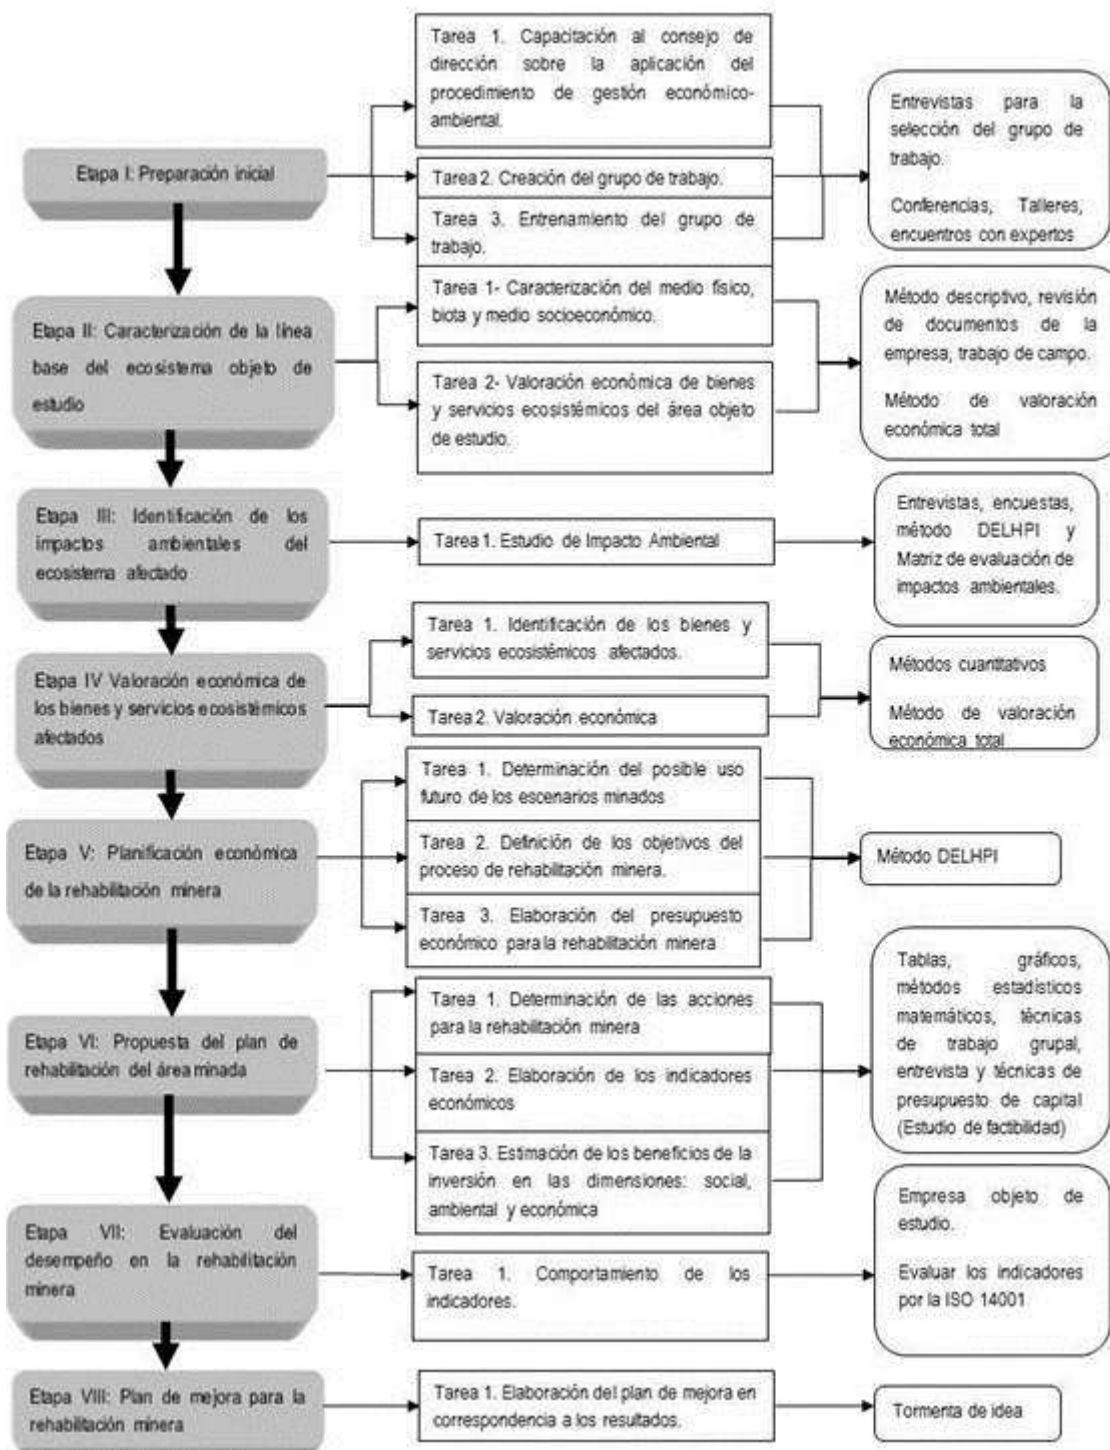 Etapa I: Preparación inicial
Tarea 1. Capacitación al consejo de
dirección sobre la aplicación del
procedimiento de gestión económico-
ambiental.
Tarea 2. Creación del grupo de trabajo.
Tarea 3. Entrenamiento del grupo de
trabajo.
Entrevistas para la
selección del grupo de
trabajo.
Conferencias, Talleres,
encuentros con expertos
Etapa II: Caracterización de la línea
base del ecosistema objeto de
estudio
Tarea 1- Caracterización del medio físico,
biota y medio socioeconómico.
Tarea 2- Valoración económica de bienes
y servicios ecosistémicos del área objeto
de estudio.
Método descriptivo, revisión
de documentos de la
empresa, trabajo de campo.
Método de valoración
económica total
Etapa III: Identificación de los
impactos ambientales del
ecosistema afectado
Tarea 1. Estudio de Impacto Ambiental
Entrevistas, encuestas,
método DELHPI y
Matriz de evaluación de
impactos ambientales.
Etapa IV Valoración económica de
los bienes y servicios ecosistémicos
afectados
Tarea 1. Identificación de los bienes y
servicios ecosistémicos afectados.
Tarea 2. Valoración económica
Métodos cuantitativos
Método de valoración
económica total
Etapa V: Planificación económica
de la rehabilitación minera
Tarea 1. Determinación del posible uso
futuro de los escenarios minados
Tarea 2. Definición de los objetivos del
proceso de rehabilitación minera.
Tarea 3. Elaboración del presupuesto
económico para la rehabilitación minera
Método DELHPI
Etapa VI: Propuesta del plan de
rehabilitación del área minada
Tarea 1. Determinación de las acciones
para la rehabilitación minera
Tarea 2. Elaboración de los indicadores
económicos
Tarea 3. Estimación de los beneficios de la
inversión en las dimensiones: social,
ambiental y económica
Tablas, gráficos,
métodos estadísticos
matemáticos, técnicas
de trabajo grupal,
entrevista y técnicas de
presupuesto de capital
(Estudio de factibilidad)
Etapa VII: Evaluación del
desempeño en la rehabilitación
minera
Tarea 1. Comportamiento de los
indicadores.
Empresa objeto de
estudio.
Evaluar los indicadores
por la ISO 14001
Etapa VIII: Plan de mejora para la
rehabilitación minera
Tarea 1. Elaboración del plan de mejora en
correspondencia a los resultados.
Tormenta de idea